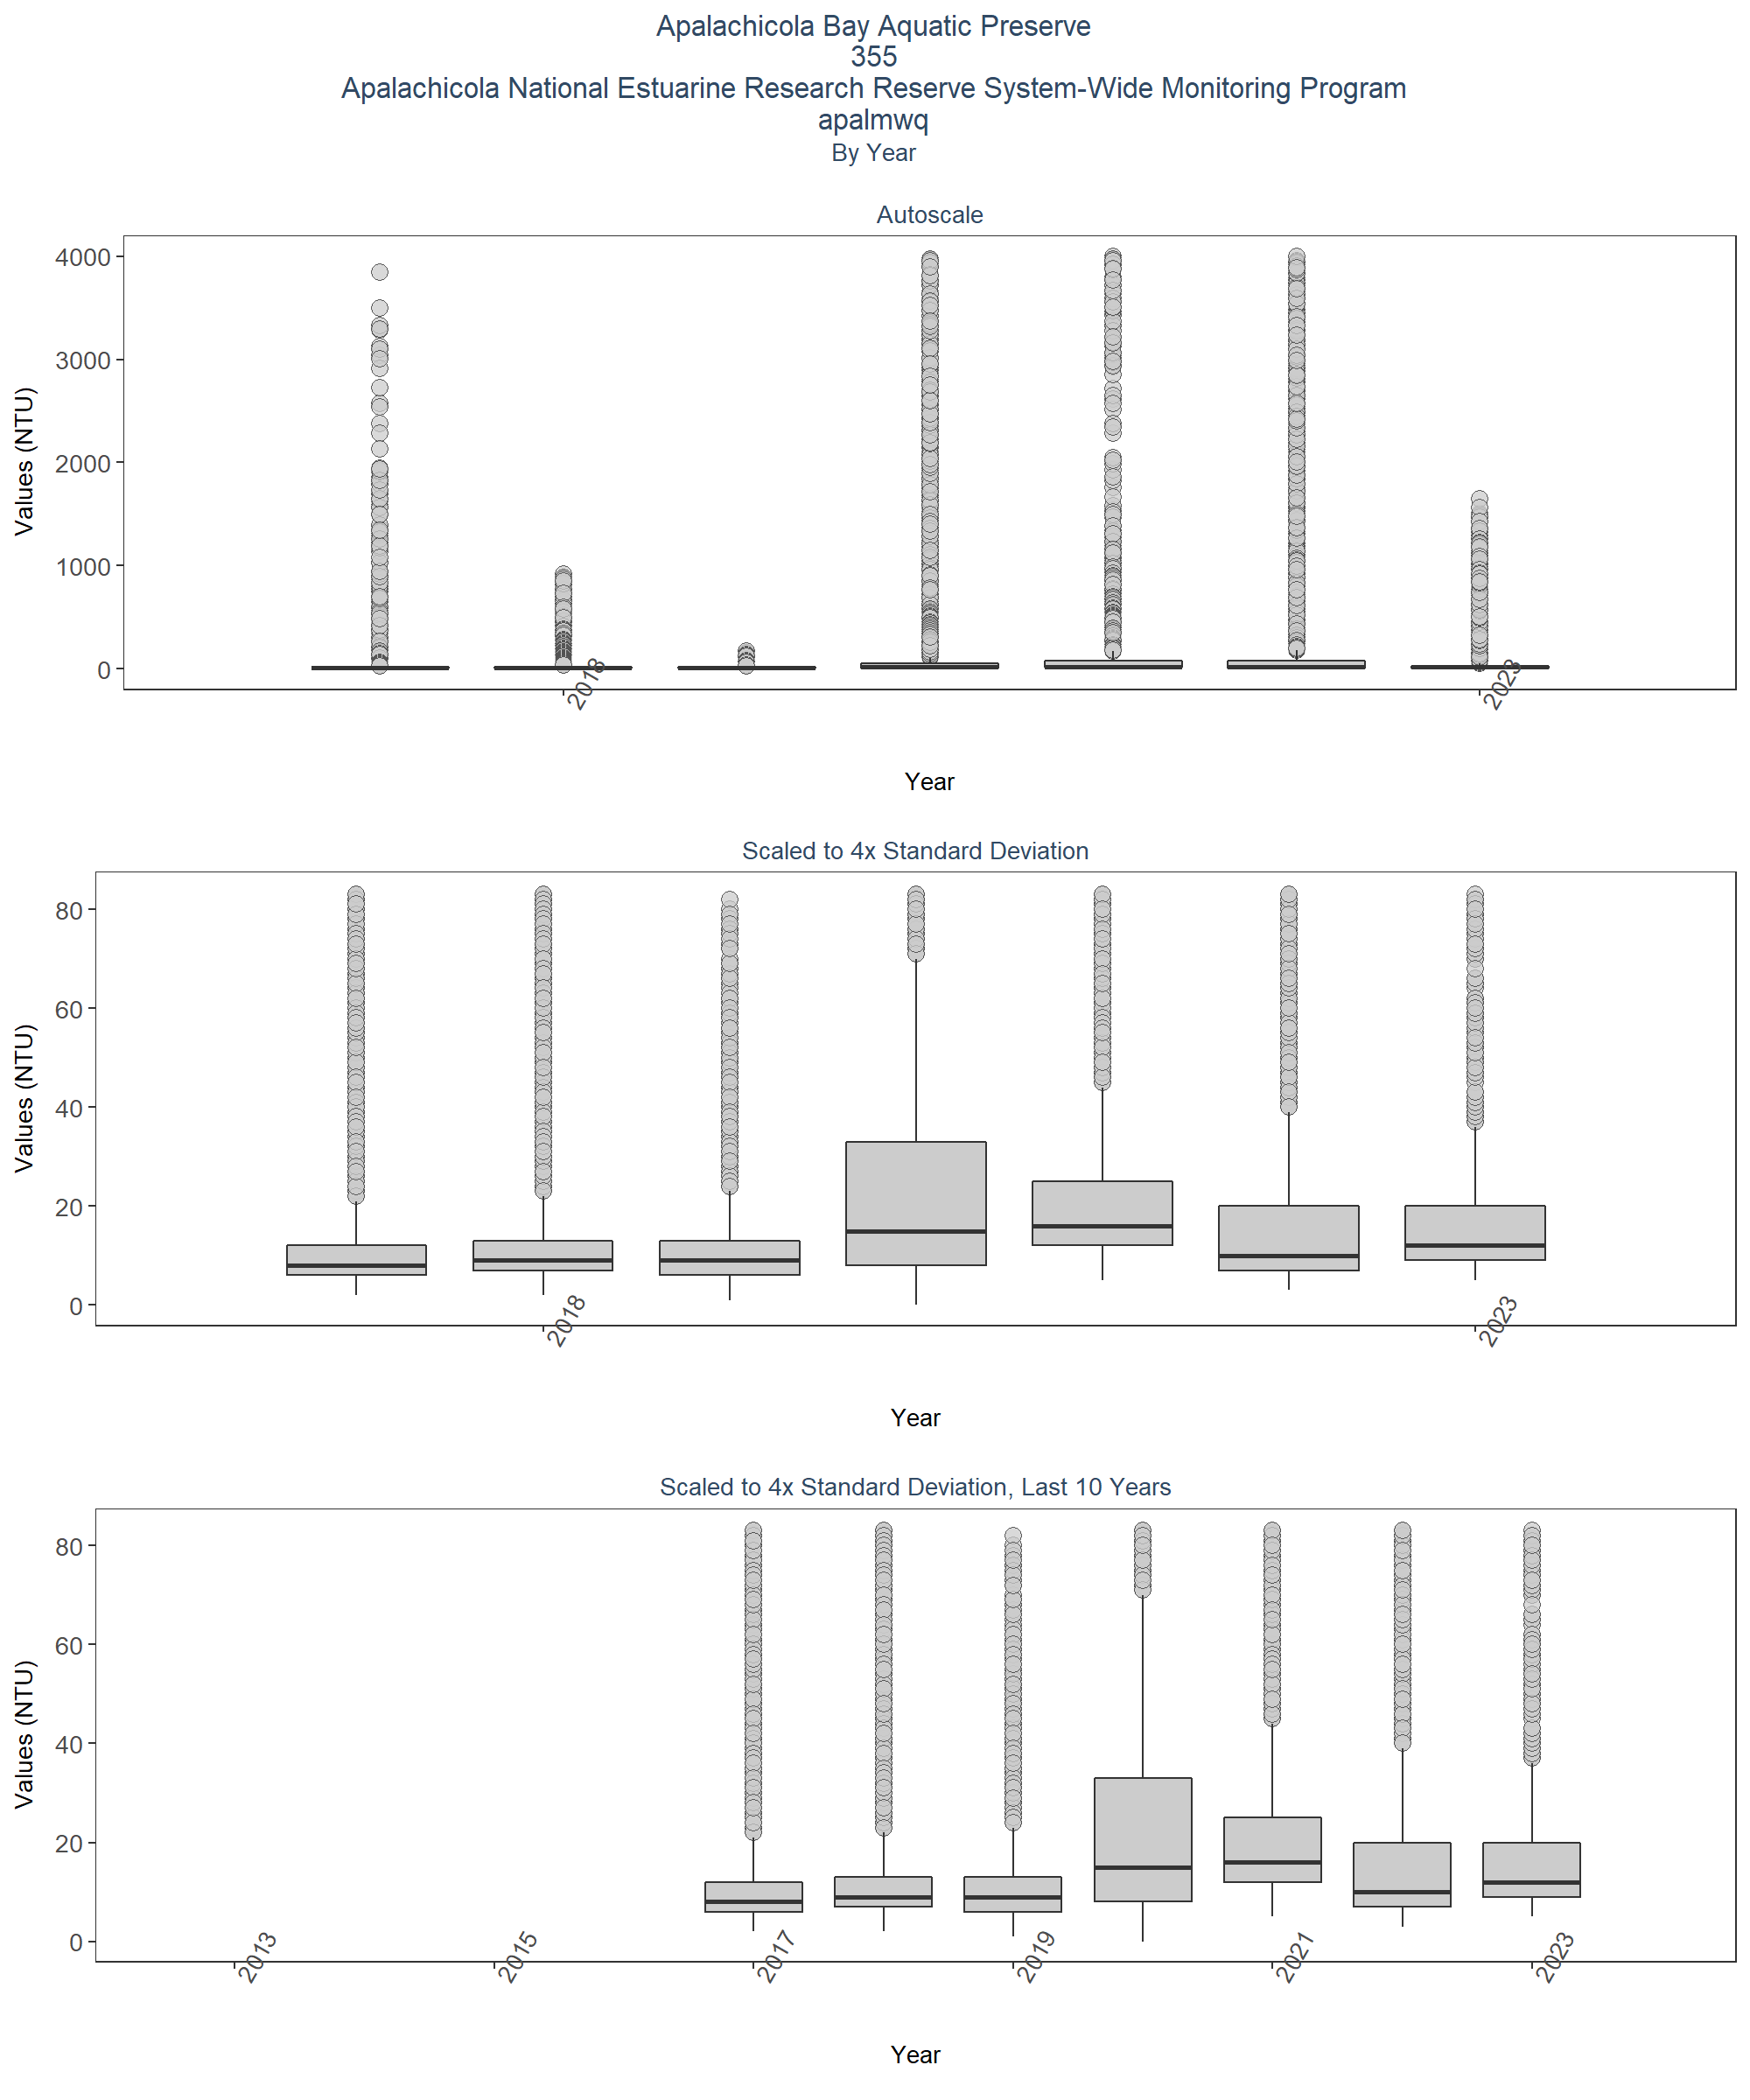 Apalachicola Bay Aquatic Preserve
355
Apalachicola National Estuarine Research Reserve System-Wide Monitoring Program
apalmwq
By Year
Autoscale
Values (NTU)
4000
3000
2000
1000
0
2018
2023
Year
Scaled to 4x Standard Deviation
Values (NTU)
80
60
40
20
0
2018
2023
Year
Scaled to 4x Standard Deviation, Last 10 Years
Values (NTU)
80
60
40
20
0
2013
2015
2017
2019
2021
2023
Year